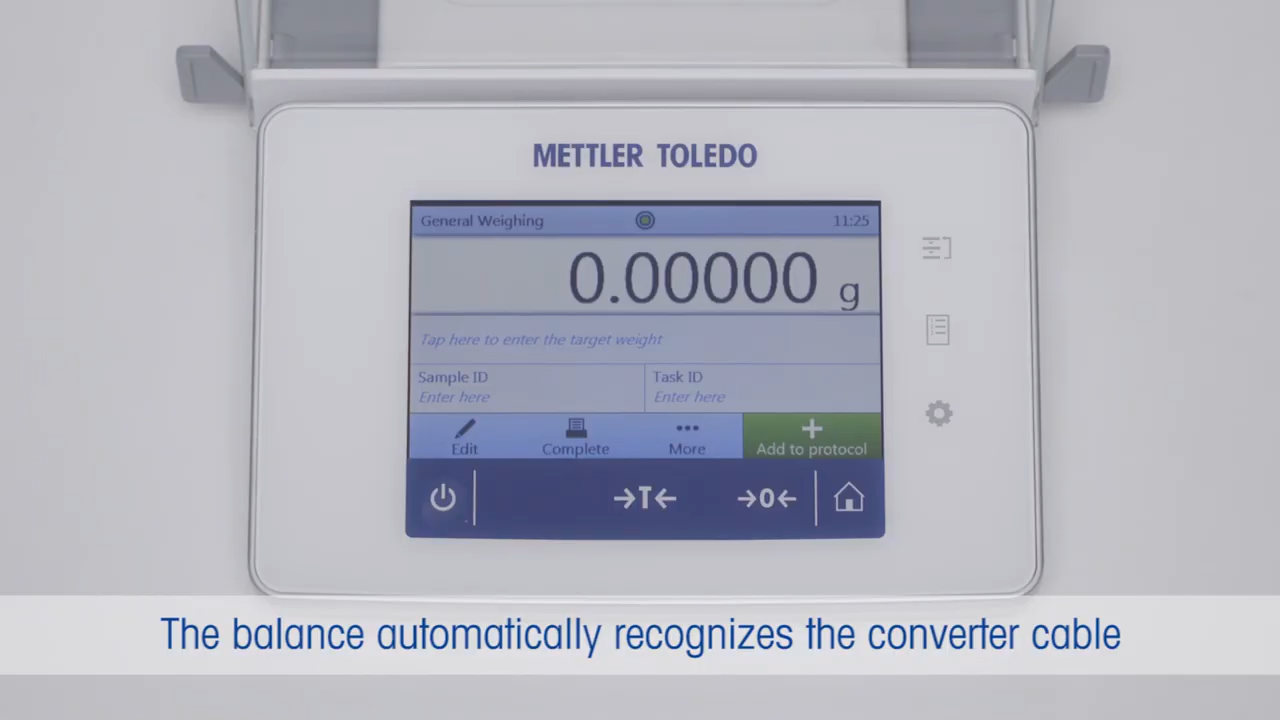 METTLER TOLEDO
General Weighing
11:25
0.00000 g
Tap here to enter the target weight
Sample ID
Enter here
Task ID
Enter here
Edit
Complete
More
Add to protocol
→T←
→0←
The balance automatically recognizes the converter cable